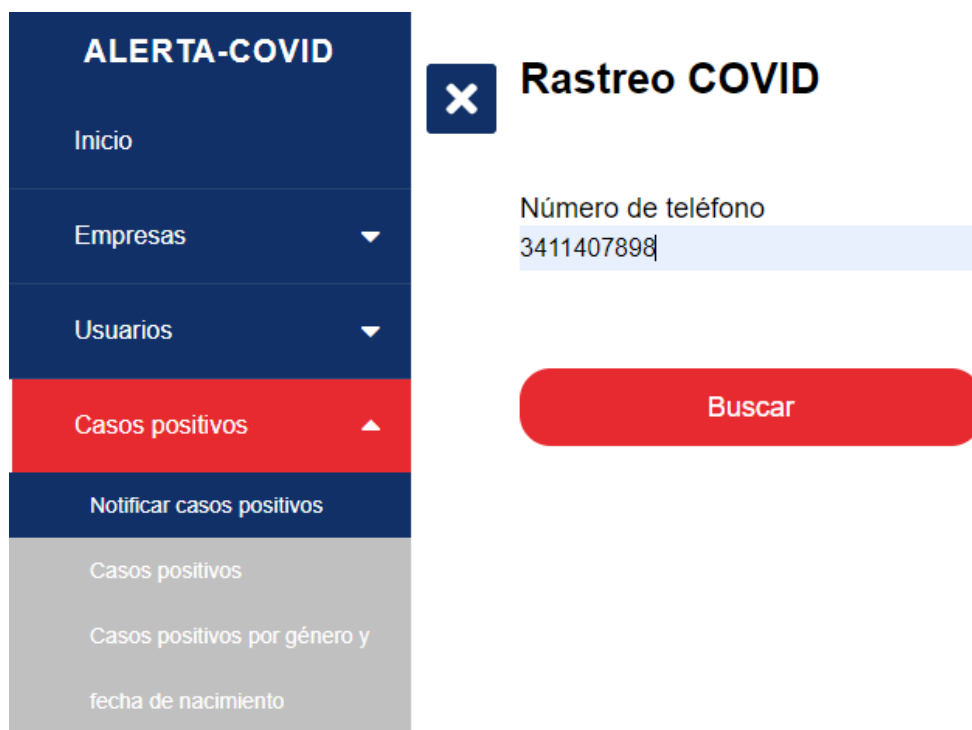 ALERTA-COVID
Inicio
Empresas
Usuarios
Casos positivos
Notificar casos positivos
Casos positivos
Casos positivos por género y
fecha de nacimiento
Rastreo COVID
Número de teléfono
3411407898
Buscar